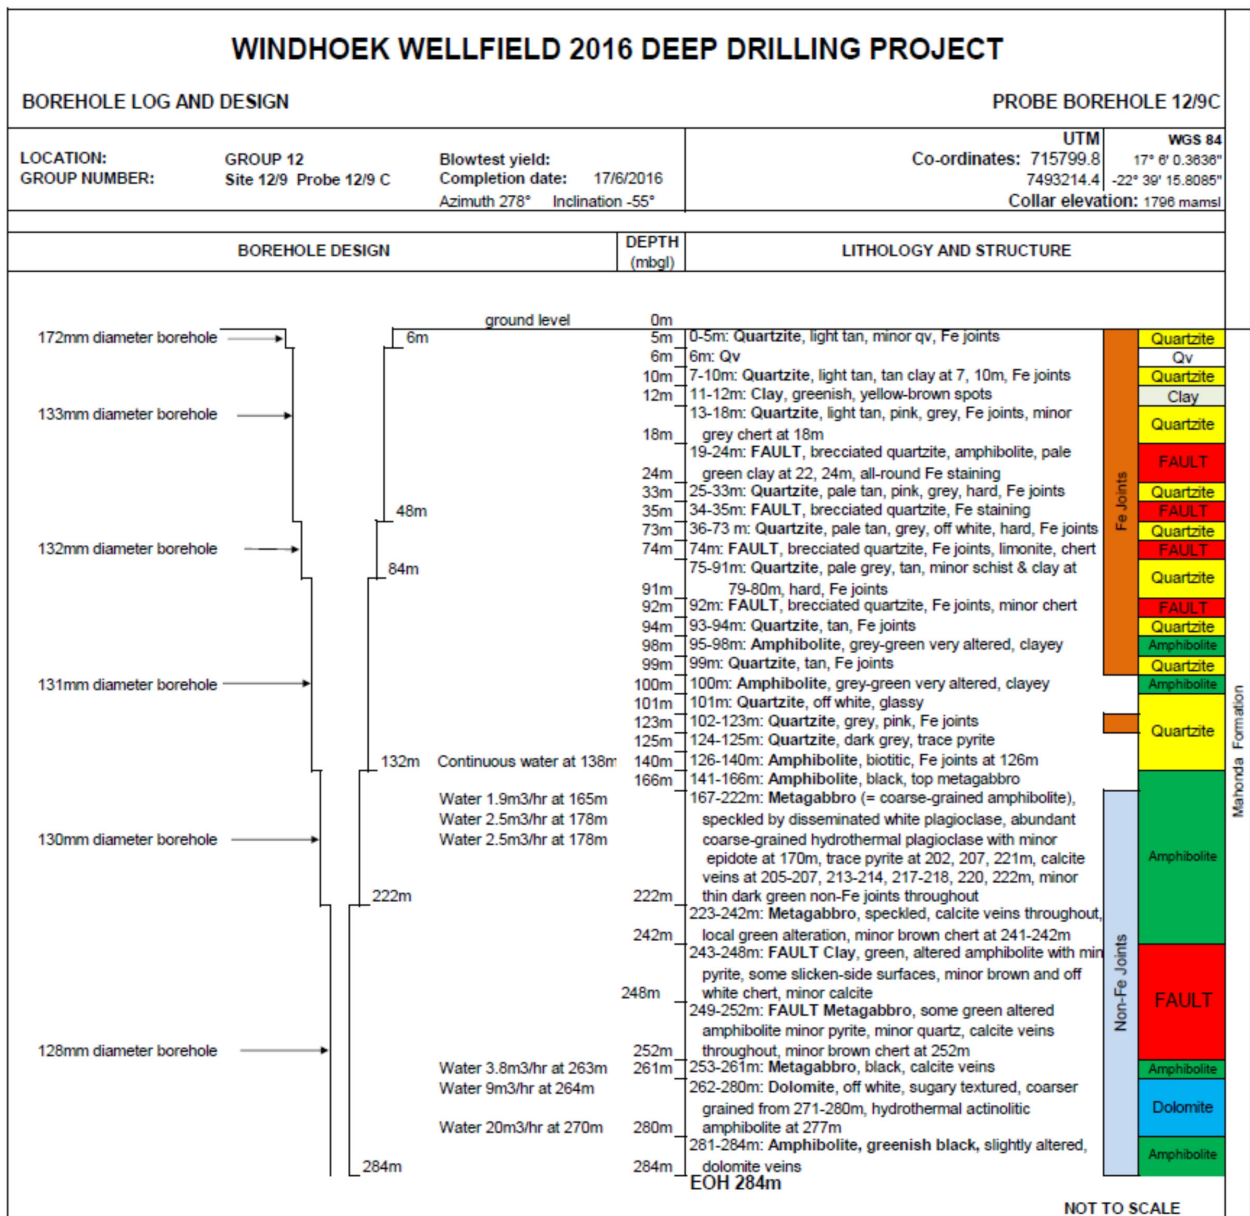 WINDHOEK WELLFIELD 2016 DEEP DRILLING PROJECT
BOREHOLE LOG AND DESIGN
PROBE BOREHOLE 12/9C
LOCATION: GROUP 12
GROUP NUMBER: Site 12/9 Probe 12/9 C
Blowtest yield:
Completion date: 17/6/2016
Azimuth 278° Inclination -55°
UTM WGS 84
Co-ordinates: 715799.8 17° 6' 0.3636"
7493214.4 -22° 39' 15.8085"
Collar elevation: 1796 mamsl
BOREHOLE DESIGN
DEPTH
(mbgl)
LITHOLOGY AND STRUCTURE
172mm diameter borehole
133mm diameter borehole
132mm diameter borehole
131mm diameter borehole
130mm diameter borehole
128mm diameter borehole
6m
48m
84m
132m
222m
284m
ground level
Continuous water at 138m
Water 1.9m3/hr at 165m
Water 2.5m3/hr at 178m
Water 2.5m3/hr at 178m
Water 3.8m3/hr at 263m
Water 9m3/hr at 264m
Water 20m3/hr at 270m
0m
5m
6m
10m
12m
18m
24m
33m
35m
73m
74m
91m
92m
94m
98m
99m
100m
101m
123m
125m
140m
166m
222m
242m
248m
252m
261m
280m
284m
0-5m: Quartzite, light tan, minor qv, Fe joints
6m: Qv
7-10m: Quartzite, light tan, tan clay at 7, 10m, Fe joints
11-12m: Clay, greenish, yellow-brown spots
13-18m: Quartzite, light tan, pink, grey, Fe joints, minor
grey chert at 18m
19-24m: FAULT, brecciated quartzite, amphibolite, pale
green clay at 22, 24m, all-round Fe staining
25-33m: Quartzite, pale tan, pink, grey, hard, Fe joints
34-35m: FAULT, brecciated quartzite, Fe staining
36-73 m: Quartzite, pale tan, grey, off white, hard, Fe joints
74m: FAULT, brecciated quartzite, Fe joints, limonite, chert
75-91m: Quartzite, pale grey, tan, minor schist & clay at
79-80m, hard, Fe joints
92m: FAULT, brecciated quartzite, Fe joints, minor chert
93-94m: Quartzite, tan, Fe joints
95-98m: Amphibolite, grey-green very altered, clayey
99m: Quartzite, tan, Fe joints
100m: Amphibolite, grey-green very altered, clayey
101m: Quartzite, off white, glassy
102-123m: Quartzite, grey, pink, Fe joints
124-125m: Quartzite, dark grey, trace pyrite
126-140m: Amphibolite, biotitic, Fe joints at 126m
141-166m: Amphibolite, black, top metagabbro
167-222m: Metagabbro (= coarse-grained amphibolite),
speckled by disseminated white plagioclase, abundant
coarse-grained hydrothermal plagioclase with minor
epidote at 170m, trace pyrite at 202, 207, 221m, calcite
veins at 205-207, 213-214, 217-218, 220, 222m, minor
thin dark green non-Fe joints throughout
223-242m: Metagabbro, speckled, calcite veins throughout,
local green alteration, minor brown chert at 241-242m
243-248m: FAULT Clay, green, altered amphibolite with min
pyrite, some slicken-side surfaces, minor brown and off
white chert, minor calcite
249-252m: FAULT Metagabbro, some green altered
amphibolite minor pyrite, minor quartz, calcite veins
throughout, minor brown chert at 252m
253-261m: Metagabbro, black, calcite veins
262-280m: Dolomite, off white, sugary textured, coarser
grained from 271-280m, hydrothermal actinolitic
amphibolite at 277m
281-284m: Amphibolite, greenish black, slightly altered,
dolomite veins
EOH 284m
Fe Joints
Non-Fe Joints
Quartzite
Qv
Quartzite
Clay
Quartzite
FAULT
Quartzite
FAULT
Quartzite
FAULT
Quartzite
FAULT
Quartzite
Amphibolite
Quartzite
Amphibolite
Quartzite
Amphibolite
FAULT
Amphibolite
Dolomite
Amphibolite
Mahonda Formation
NOT TO SCALE